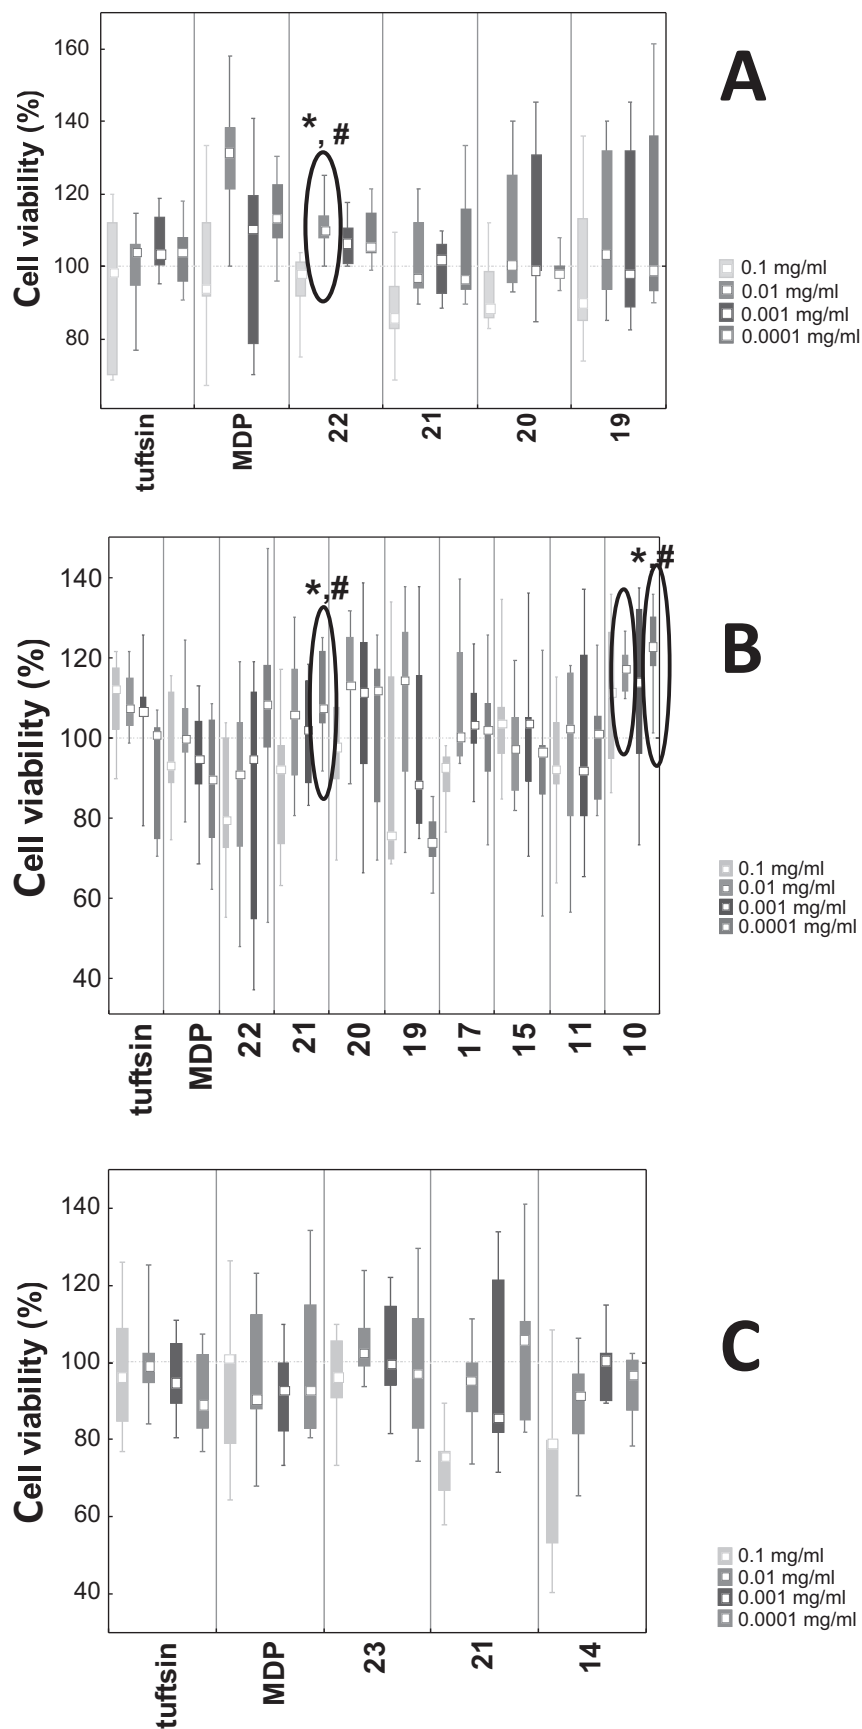 A
Cell viability (%)
160
140
120
100
80
*, #
0.1 mg/ml
0.01 mg/ml
0.001 mg/ml
0.0001 mg/ml
tuftsin
MDP
22
21
20
19
B
Cell viability (%)
140
120
100
80
60
40
*,#
*,#
0.1 mg/ml
0.01 mg/ml
0.001 mg/ml
0.0001 mg/ml
tuftsin
MDP
22
21
20
19
17
15
11
10
C
Cell viability (%)
140
120
100
80
60
40
0.1 mg/ml
0.01 mg/ml
0.001 mg/ml
0.0001 mg/ml
tuftsin
MDP
23
21
14